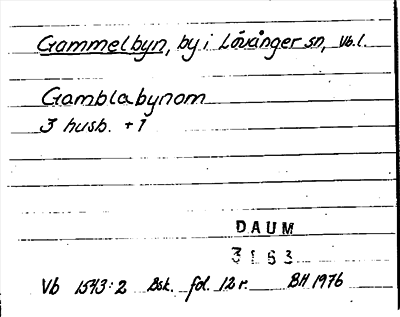 Gammelbyn, by i Lövånger sn, Vb.l.
Gamblabynom
3 husb. + 1
DAUM
3163
Vb 1543:2 Bsk. fol. 12 r. BH 1976